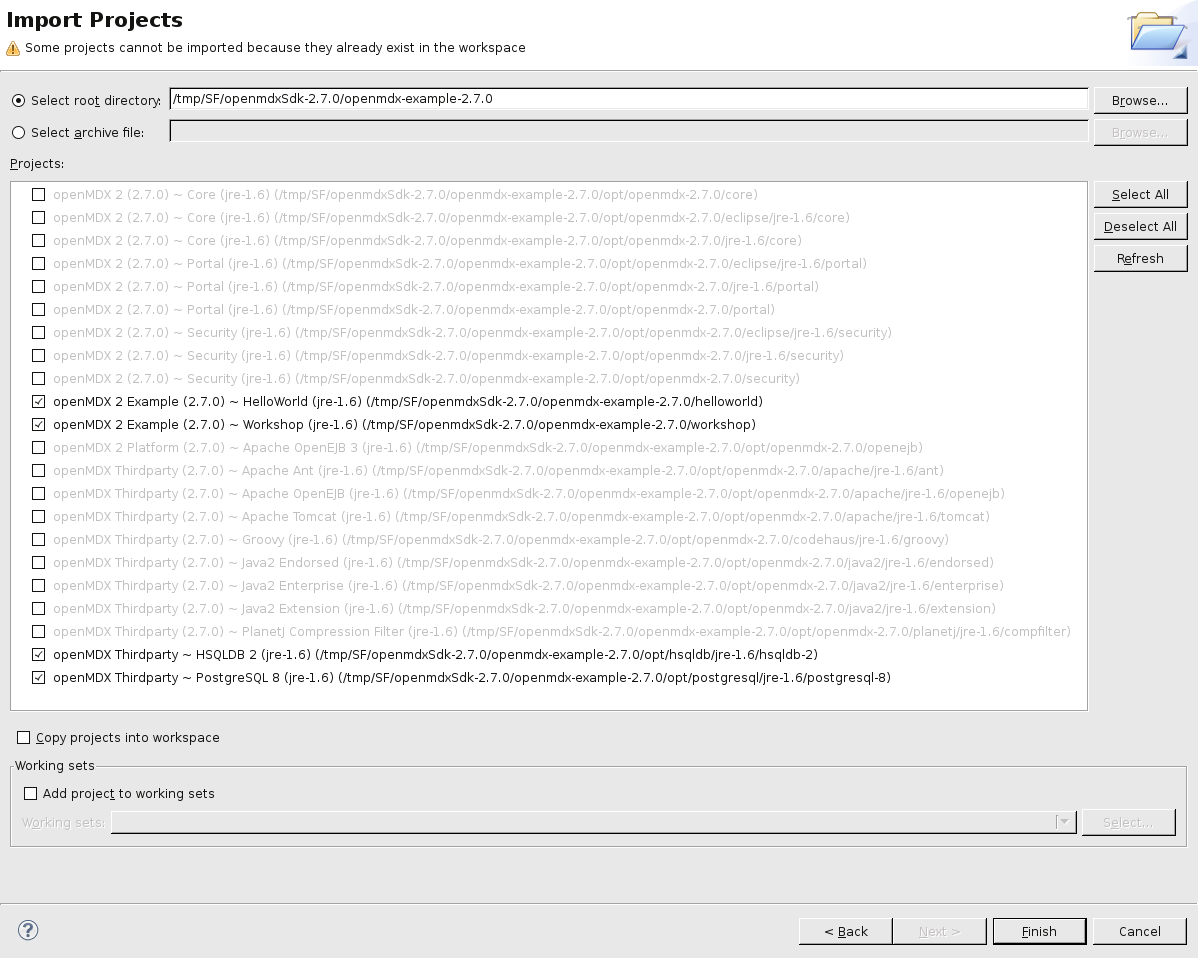 Import Projects
Some projects cannot be imported because they already exist in the workspace
Select root directory: /tmp/SF/openmdxSdk-2.7.0/openmdx-example-2.7.0 Browse...
Select archive file: Browse...
Projects:
openMDX 2 (2.7.0) ~ Core (jre-1.6) (/tmp/SF/openmdxSdk-2.7.0/openmdx-example-2.7.0/opt/openmdx-2.7.0/core)
openMDX 2 (2.7.0) ~ Core (jre-1.6) (/tmp/SF/openmdxSdk-2.7.0/openmdx-example-2.7.0/opt/openmdx-2.7.0/eclipse/jre-1.6/core)
openMDX 2 (2.7.0) ~ Core (jre-1.6) (/tmp/SF/openmdxSdk-2.7.0/openmdx-example-2.7.0/opt/openmdx-2.7.0/jre-1.6/core)
openMDX 2 (2.7.0) ~ Portal (jre-1.6) (/tmp/SF/openmdxSdk-2.7.0/openmdx-example-2.7.0/opt/openmdx-2.7.0/eclipse/jre-1.6/portal)
openMDX 2 (2.7.0) ~ Portal (jre-1.6) (/tmp/SF/openmdxSdk-2.7.0/openmdx-example-2.7.0/opt/openmdx-2.7.0/jre-1.6/portal)
openMDX 2 (2.7.0) ~ Portal (jre-1.6) (/tmp/SF/openmdxSdk-2.7.0/openmdx-example-2.7.0/opt/openmdx-2.7.0/portal)
openMDX 2 (2.7.0) ~ Security (jre-1.6) (/tmp/SF/openmdxSdk-2.7.0/openmdx-example-2.7.0/opt/openmdx-2.7.0/eclipse/jre-1.6/security)
openMDX 2 (2.7.0) ~ Security (jre-1.6) (/tmp/SF/openmdxSdk-2.7.0/openmdx-example-2.7.0/opt/openmdx-2.7.0/jre-1.6/security)
openMDX 2 (2.7.0) ~ Security (jre-1.6) (/tmp/SF/openmdxSdk-2.7.0/openmdx-example-2.7.0/opt/openmdx-2.7.0/security)
openMDX 2 Example (2.7.0) ~ HelloWorld (jre-1.6) (/tmp/SF/openmdxSdk-2.7.0/openmdx-example-2.7.0/helloworld)
openMDX 2 Example (2.7.0) ~ Workshop (jre-1.6) (/tmp/SF/openmdxSdk-2.7.0/openmdx-example-2.7.0/workshop)
openMDX 2 Platform (2.7.0) ~ Apache OpenEJB 3 (jre-1.6) (/tmp/SF/openmdxSdk-2.7.0/openmdx-example-2.7.0/opt/openmdx-2.7.0/openejb)
openMDX Thirdparty (2.7.0) ~ Apache Ant (jre-1.6) (/tmp/SF/openmdxSdk-2.7.0/openmdx-example-2.7.0/opt/openmdx-2.7.0/apache/jre-1.6/ant)
openMDX Thirdparty (2.7.0) ~ Apache OpenEJB (jre-1.6) (/tmp/SF/openmdxSdk-2.7.0/openmdx-example-2.7.0/opt/openmdx-2.7.0/apache/jre-1.6/openejb)
openMDX Thirdparty (2.7.0) ~ Apache Tomcat (jre-1.6) (/tmp/SF/openmdxSdk-2.7.0/openmdx-example-2.7.0/opt/openmdx-2.7.0/apache/jre-1.6/tomcat)
openMDX Thirdparty (2.7.0) ~ Groovy (jre-1.6) (/tmp/SF/openmdxSdk-2.7.0/openmdx-example-2.7.0/opt/openmdx-2.7.0/codehaus/jre-1.6/groovy)
openMDX Thirdparty (2.7.0) ~ Java2 Endorsed (jre-1.6) (/tmp/SF/openmdxSdk-2.7.0/openmdx-example-2.7.0/opt/openmdx-2.7.0/java2/jre-1.6/endorsed)
openMDX Thirdparty (2.7.0) ~ Java2 Enterprise (jre-1.6) (/tmp/SF/openmdxSdk-2.7.0/openmdx-example-2.7.0/opt/openmdx-2.7.0/java2/jre-1.6/enterprise)
openMDX Thirdparty (2.7.0) ~ Java2 Extension (jre-1.6) (/tmp/SF/openmdxSdk-2.7.0/openmdx-example-2.7.0/opt/openmdx-2.7.0/java2/jre-1.6/extension)
openMDX Thirdparty (2.7.0) ~ PlanetJ Compression Filter (jre-1.6) (/tmp/SF/openmdxSdk-2.7.0/openmdx-example-2.7.0/opt/openmdx-2.7.0/planetj/jre-1.6/compfilter)
openMDX Thirdparty ~ HSQLDB 2 (jre-1.6) (/tmp/SF/openmdxSdk-2.7.0/openmdx-example-2.7.0/opt/hsqldb/jre-1.6/hsqldb-2)
openMDX Thirdparty ~ PostgreSQL 8 (jre-1.6) (/tmp/SF/openmdxSdk-2.7.0/openmdx-example-2.7.0/opt/postgresql/jre-1.6/postgresql-8)
Select All
Deselect All
Refresh
Copy projects into workspace
Working sets
Add project to working sets
Working sets: Select...
? < Back Next > Finish Cancel